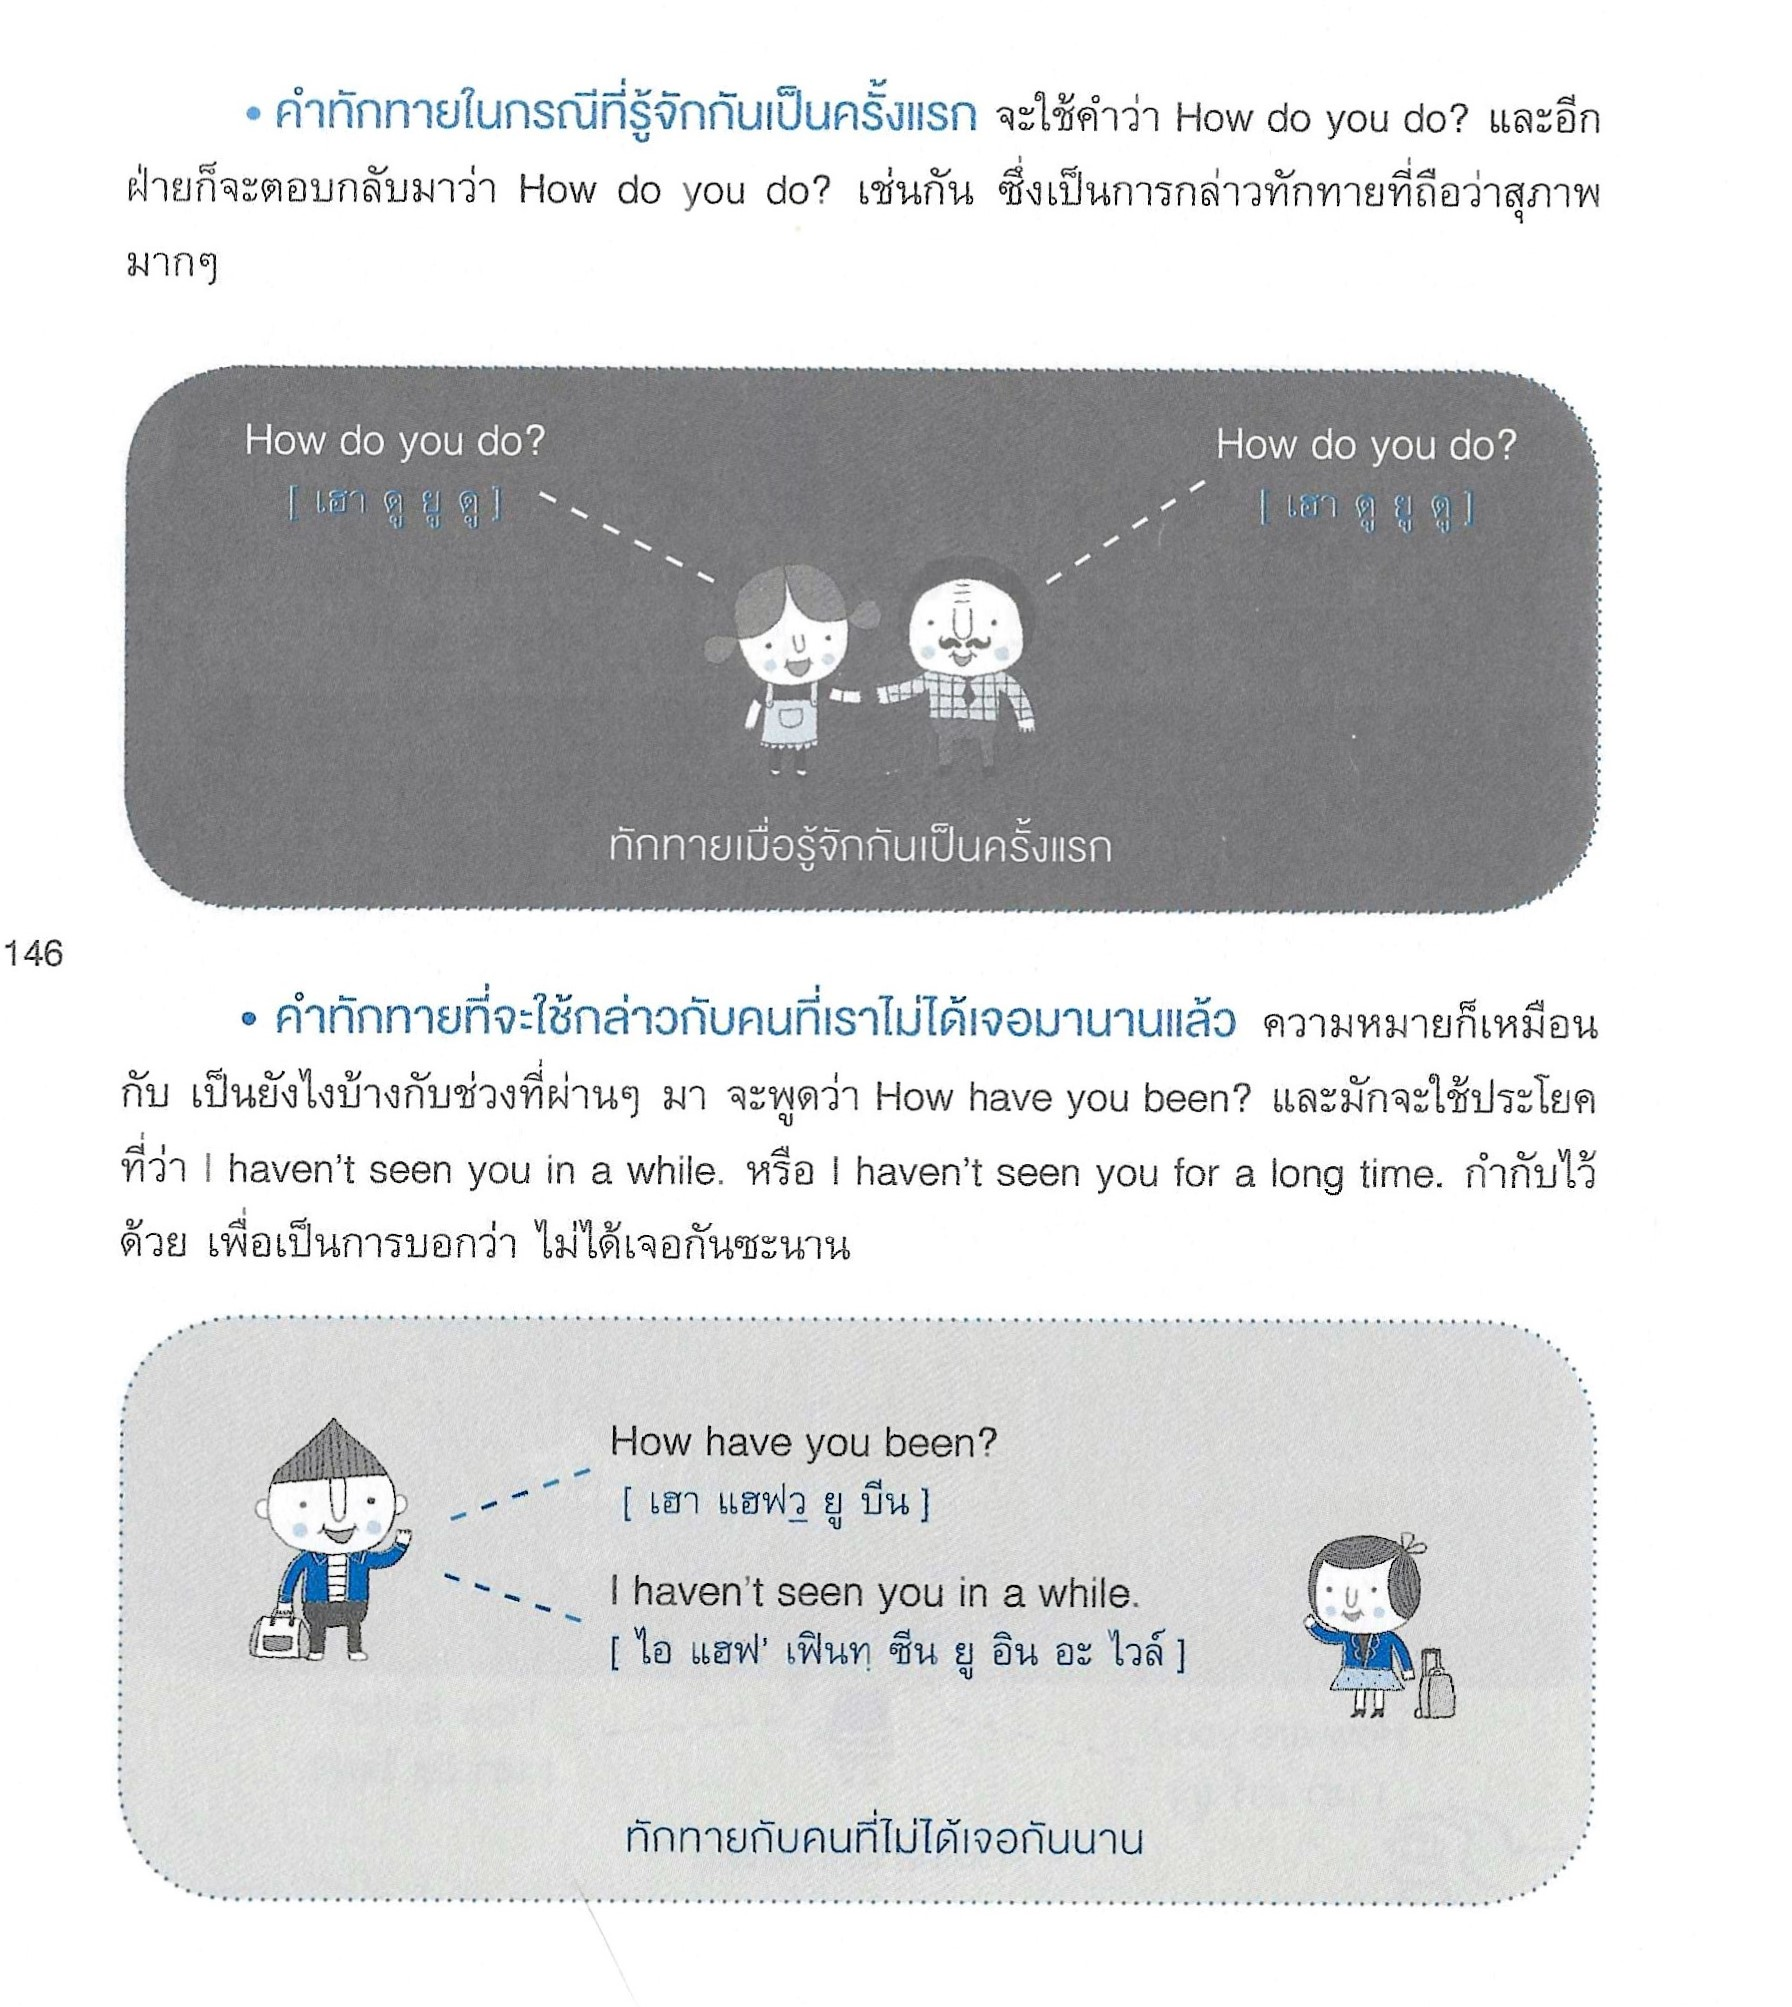 • คำทักทายในกรณีที่รู้จักกันเป็นครั้งแรก จะใช้คำว่า How do you do? และอีก
ฝ่ายก็จะตอบกลับมาว่า How do you do? เช่นกัน ซึ่งเป็นการกล่าวทักทายที่ถือว่าสุภาพ
มากๆ
How do you do?
How do you do?
[ เฮา ดู ยู ดู ]
[ เฮา ดู ยู ดู ]
ทักทายเมื่อรู้จักกันเป็นครั้งแรก
146
• คำทักทายที่จะใช้กล่าวกับคนที่เราไม่ได้เจอมานานแล้ว ความหมายก็เหมือน
กับ เป็นยังไงบ้างกับช่วงที่ผ่านๆ มา จะพูดว่า How have you been? และมักจะใช้ประโยค
ที่ว่า I haven't seen you in a while. หรือ I haven't seen you for a long time. กำกับไว้
ด้วย เพื่อเป็นการบอกว่า ไม่ได้เจอกันซะนาน
How have you been?
[ เฮา แฮฟว ยู บีน ]
I haven't seen you in a while.
[ ไอ แฮฟ' เฟินทฺ ซีน ยู อิน อะ ไวล์ ]
ทักทายกับคนที่ไม่ได้เจอกันนาน